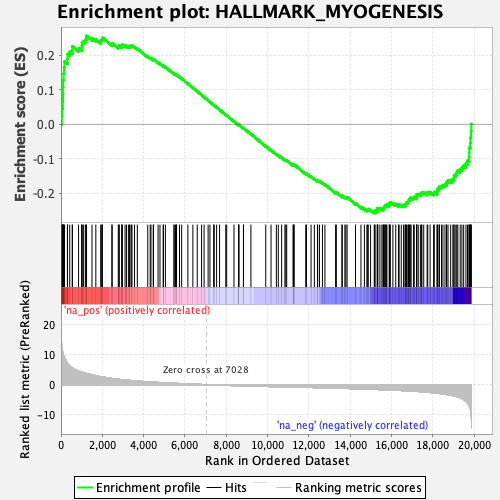 Enrichment plot: HALLMARK_MYOGENESIS
Enrichment score (ES)
0.2
0.1
0.0
-0.1
-0.2
Ranked list metric (PreRanked)
20
10
0
-10
'na_pos' (positively correlated)
Zero cross at 7028
'na_neg' (negatively correlated)
0
2,000
4,000
6,000
8,000
10,000
12,000
14,000
16,000
18,000
20,000
Rank in Ordered Dataset
Enrichment profile
Hits
Ranking metric scores